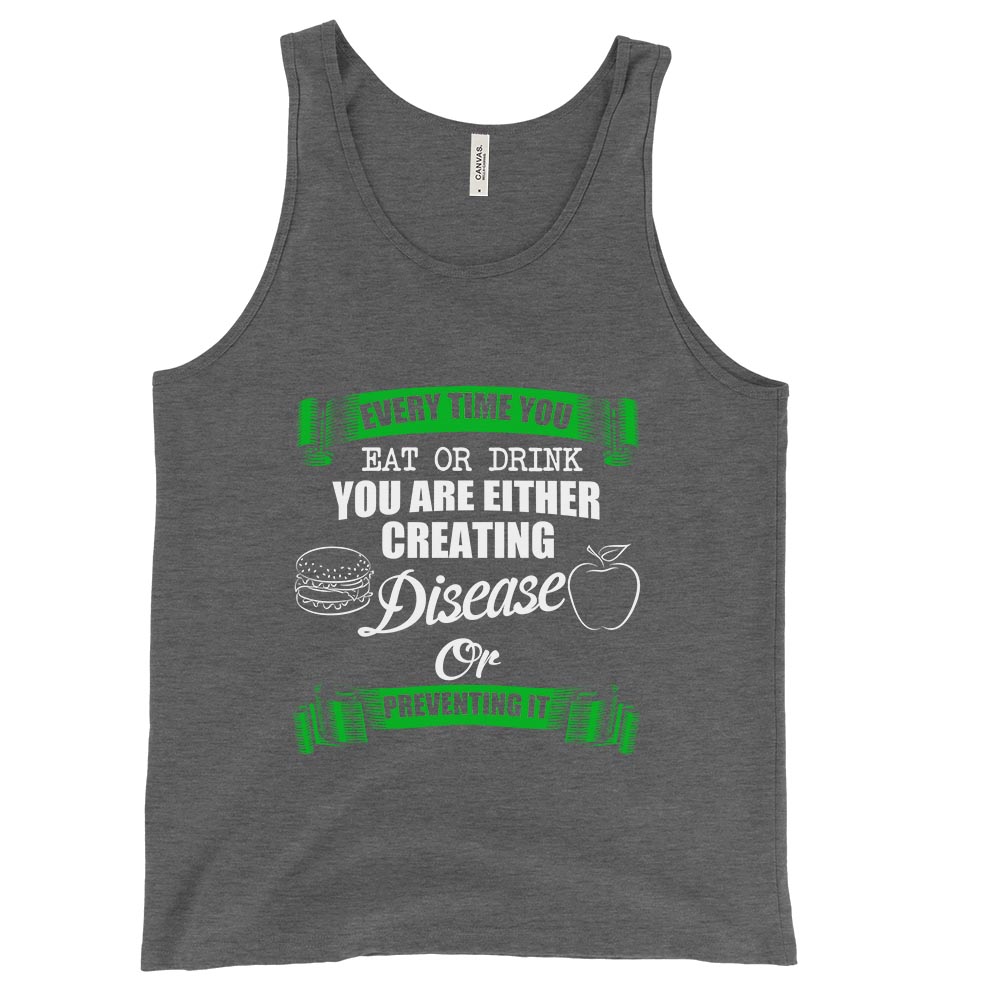 CANVAS.
EVERY TIME YOU
EAT OR DRINK
YOU ARE EITHER
CREATING
Disease
Or
PREVENTING IT